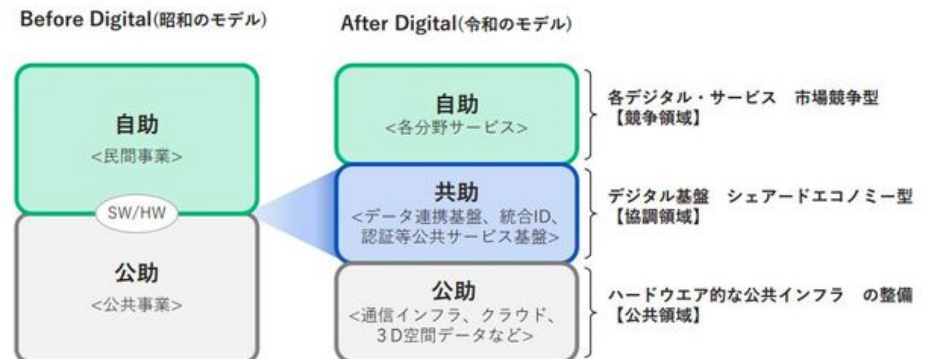 Before Digital(昭和のモデル)
自助
<民間事業>
SW/HW
公助
<公共事業>
After Digital(令和のモデル)
自助
<各分野サービス>
共助
<データ連携基盤、統合ID、
認証等公共サービス基盤>
公助
<通信インフラ、クラウド、
３D空間データなど>
各デジタル・サービス　市場競争型
【競争領域】
デジタル基盤　シェアードエコノミー型
【協調領域】
ハードウエア的な公共インフラ　の整備
【公共領域】